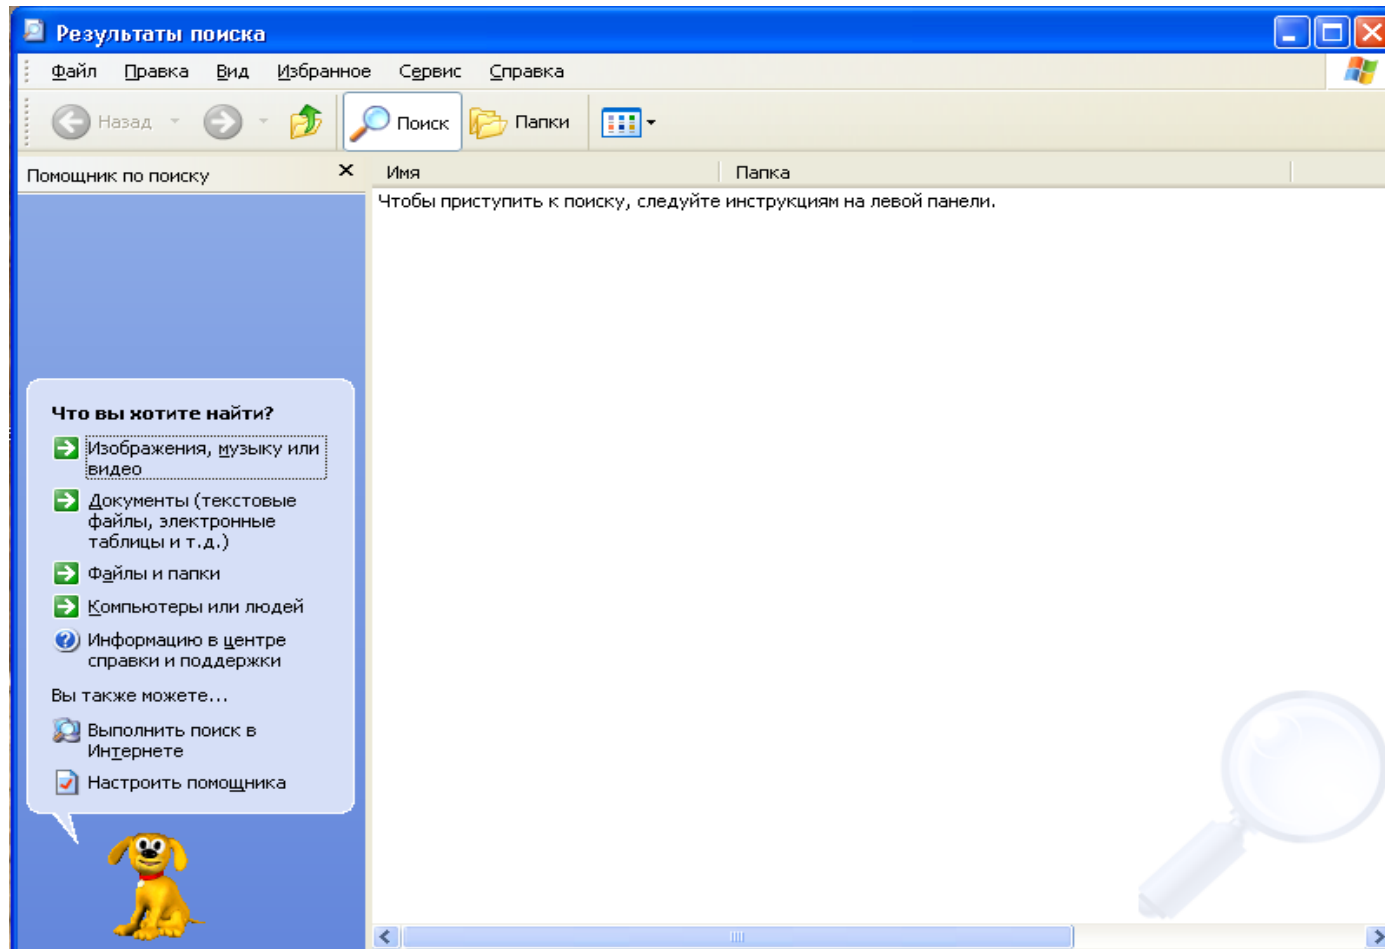 Результаты поиска
Файл Правка Вид Избранное Сервис Справка
Назад Поиск Папки
Помощник по поиску
Имя Папка
Чтобы приступить к поиску, следуйте инструкциям на левой панели.
Что вы хотите найти?
Изображения, музыку или
видео
Документы (текстовые
файлы, электронные
таблицы и т.д.)
Файлы и папки
Компьютеры или людей
Информацию в центре
справки и поддержки
Вы также можете...
Выполнить поиск в
Интернете
Настроить помощника